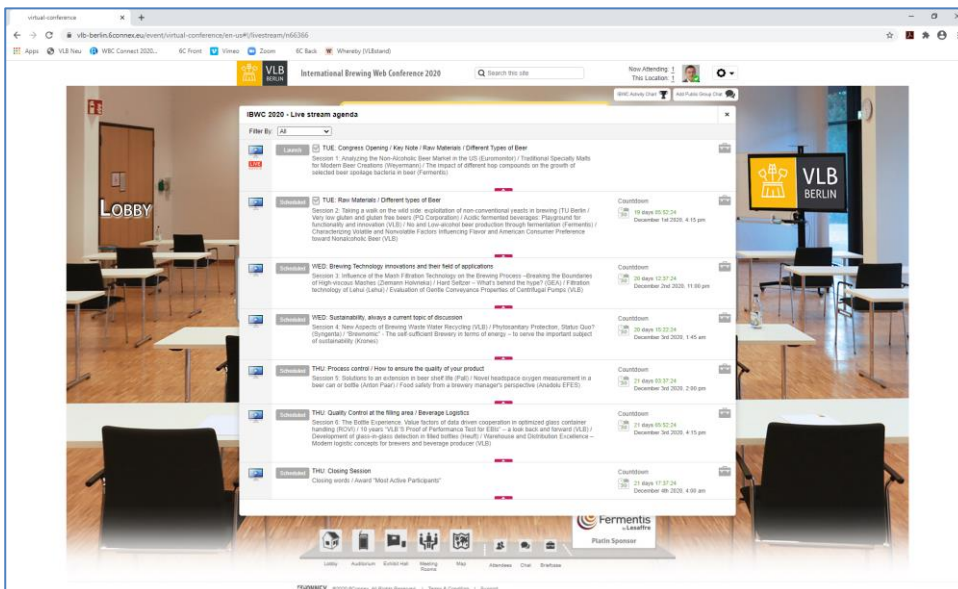 virtual-conference
vlb-berlin.6connex.eu/event/virtual-conference/en-us#!/livestream/n66366
Apps VLB Neu WBC Connect 2020... 6C Front Vimeo Zoom 6C Back Whereby (VLBstand)
VLB BERLIN
International Brewing Web Conference 2020
Search this site
Now Attending: 1
This Location: 1
IBWC Activity Chart Add Public Group Chat
IBWC 2020 - Live stream agenda
Filter By: All
LIVE
Launch TUE: Congress Opening / Key Note / Raw Materials / Different Types of Beer
Session 1: Analyzing the Non-Alcoholic Beer Market in the US (Euromonitor) / Traditional Specialty Malts
for Modern Beer Creations (Weyermann) / The impact of different hop compounds on the growth of
selected beer spoilage bacteria in beer (Fermentis)
Scheduled TUE: Raw Materials / Different types of Beer
Session 2: Taking a walk on the wild side: exploitation of non-conventional yeasts in brewing (TU Berlin /
Very low gluten and gluten free beers (PQ Corporation) / Acidic fermented beverages: Playground for
functionality and innovation (VLB) / No and Low-alcohol beer production through fermentation (Fermentis) /
Characterizing Volatile and Nonvolatile Factors Influencing Flavor and American Consumer Preference
toward Nonalcoholic Beer (VLB)
Countdown
19 days 05:52:24
December 1st 2020, 4:15 pm
Scheduled WED: Brewing Technology innovations and their field of applications
Session 3: Influence of the Mash Filtration Technology on the Brewing Process –Breaking the Boundaries
of High-viscous Mashes (Ziemann Holvrieka) / Hard Seltzer – What's behind the hype? (GEA) / Filtration
technology of Lehui (Lehui) / Evaluation of Gentle Conveyance Properties of Centrifugal Pumps (VLB)
Countdown
20 days 12:37:24
December 2nd 2020, 11:00 pm
Scheduled WED: Sustainability, always a current topic of discussion
Session 4: New Aspects of Brewing Waste Water Recycling (VLB) / Phytosanitary Protection, Status Quo?
(Syngenta) / "Brewnomic" - The self-sufficient Brewery in terms of energy – to serve the important subject
of sustainability (Krones)
Countdown
20 days 15:22:24
December 3rd 2020, 1:45 am
Scheduled THU: Process control / How to ensure the quality of your product
Session 5: Solutions to an extension in beer shelf life (Pall) / Novel headspace oxygen measurement in a
beer can or bottle (Anton Paar) / Food safety from a brewery manager's perspective (Anadolu EFES)
Countdown
21 days 03:37:24
December 3rd 2020, 2:00 pm
Scheduled THU: Quality Control at the filling area / Beverage Logistics
Session 6: The Bottle Experience. Value factors of data driven cooperation in optimized glass container
handling (ROVI) / 10 years "VLB'S Proof of Performance Test for EBIs" – a look back and forward (VLB) /
Development of glass-in-glass detection in filled bottles (Heuft) / Warehouse and Distribution Excellence –
Modern logistic concepts for brewers and beverage producer (VLB)
Countdown
21 days 05:52:24
December 3rd 2020, 4:15 pm
Scheduled THU: Closing Session
Closing words / Award "Most Active Participants"
Countdown
21 days 17:37:24
December 4th 2020, 4:00 am
LOBBY
VLB
BERLIN
Fermentis
by Lesaffre
Platin Sponsor
Lobby Auditorium Exhibit Hall Meeting Rooms Map Attendees Chat Briefcase
©2020 6Connex. All Rights Reserved. | Terms & Condition | Support